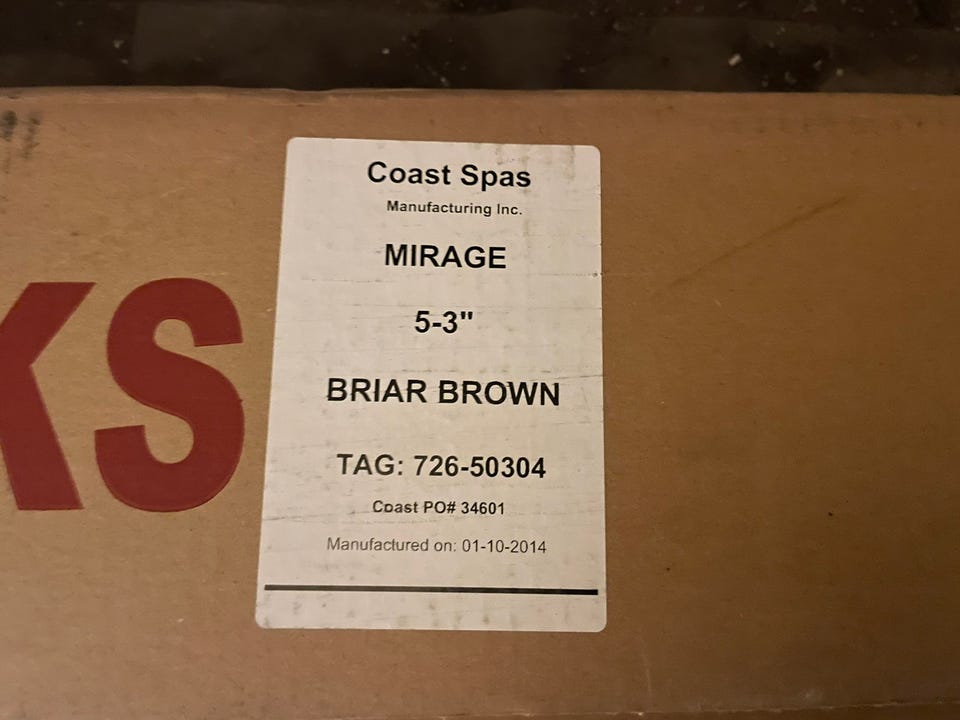 Coast Spas
Manufacturing Inc.
MIRAGE
5-3"
BRIAR BROWN
TAG: 726-50304
Coast PO# 34601
Manufactured on: 01-10-2014
KS